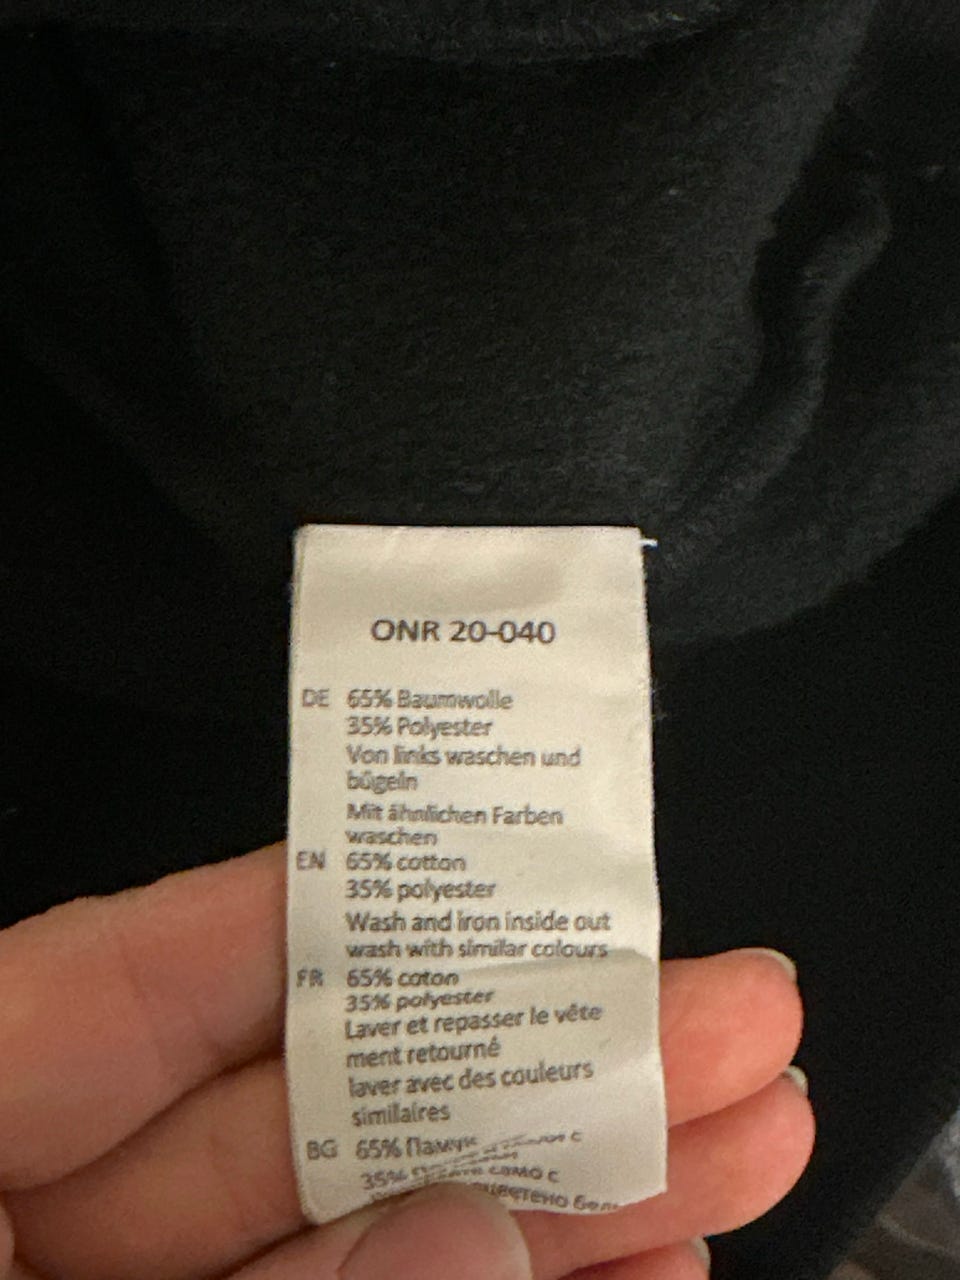 ONR 20-040
DE 65% Baumwolle
35% Polyester
Von links waschen und
bügeln
Mit ähnlichen Farben
waschen
EN 65% cotton
35% polyester
Wash and iron inside out
wash with similar colours
FR 65% coton
35% polyester
Laver et repasser le vête
ment retourné
laver avec des couleurs
similaires
BG 65% Памук
35%
само с